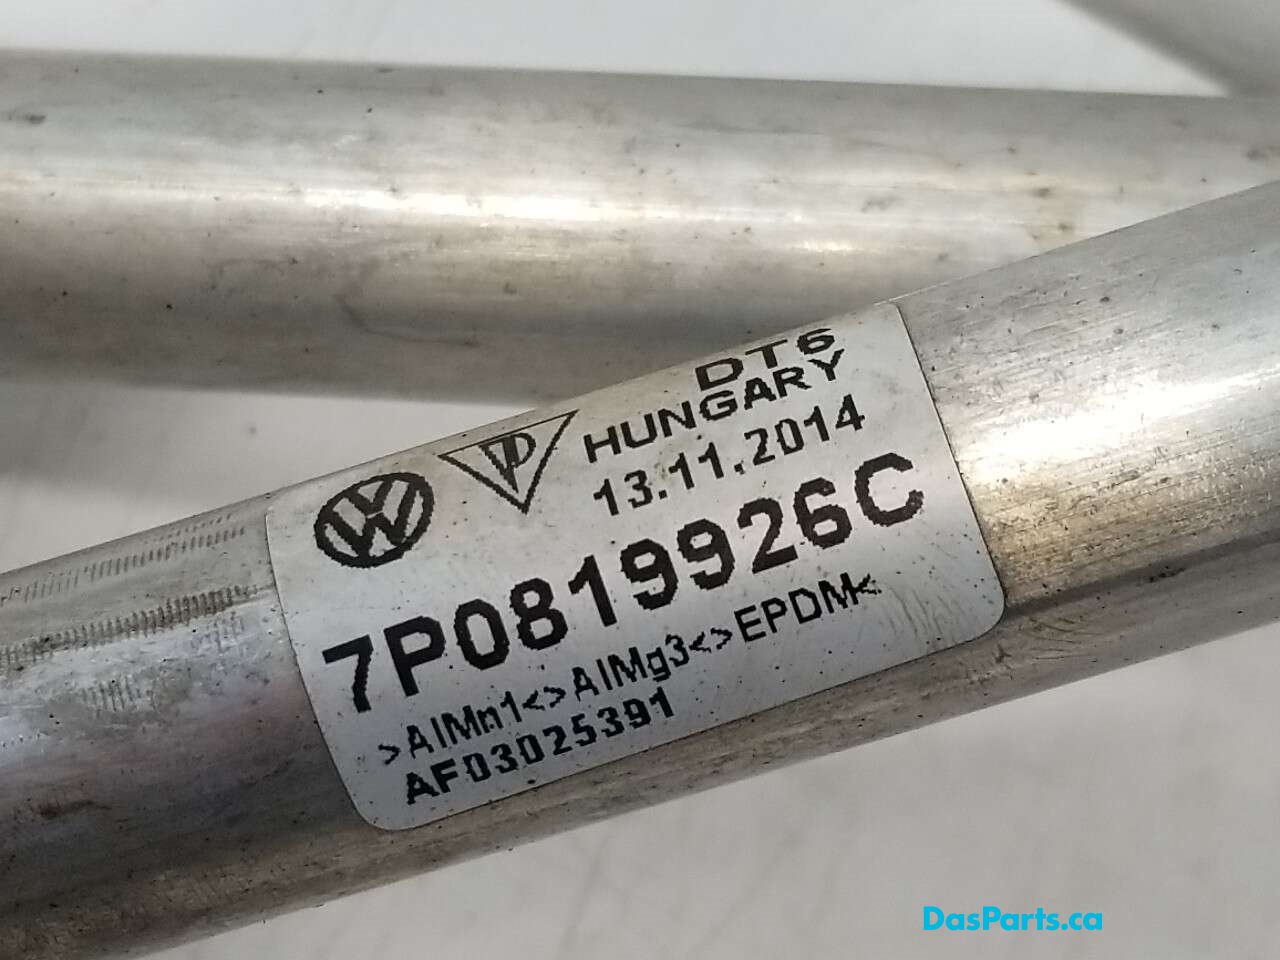 DT6
HUNGARY
13.11.2014
7P0819926C
>AlMn1<>AlMg3<>EPDM<
AF03025391
DasParts.ca